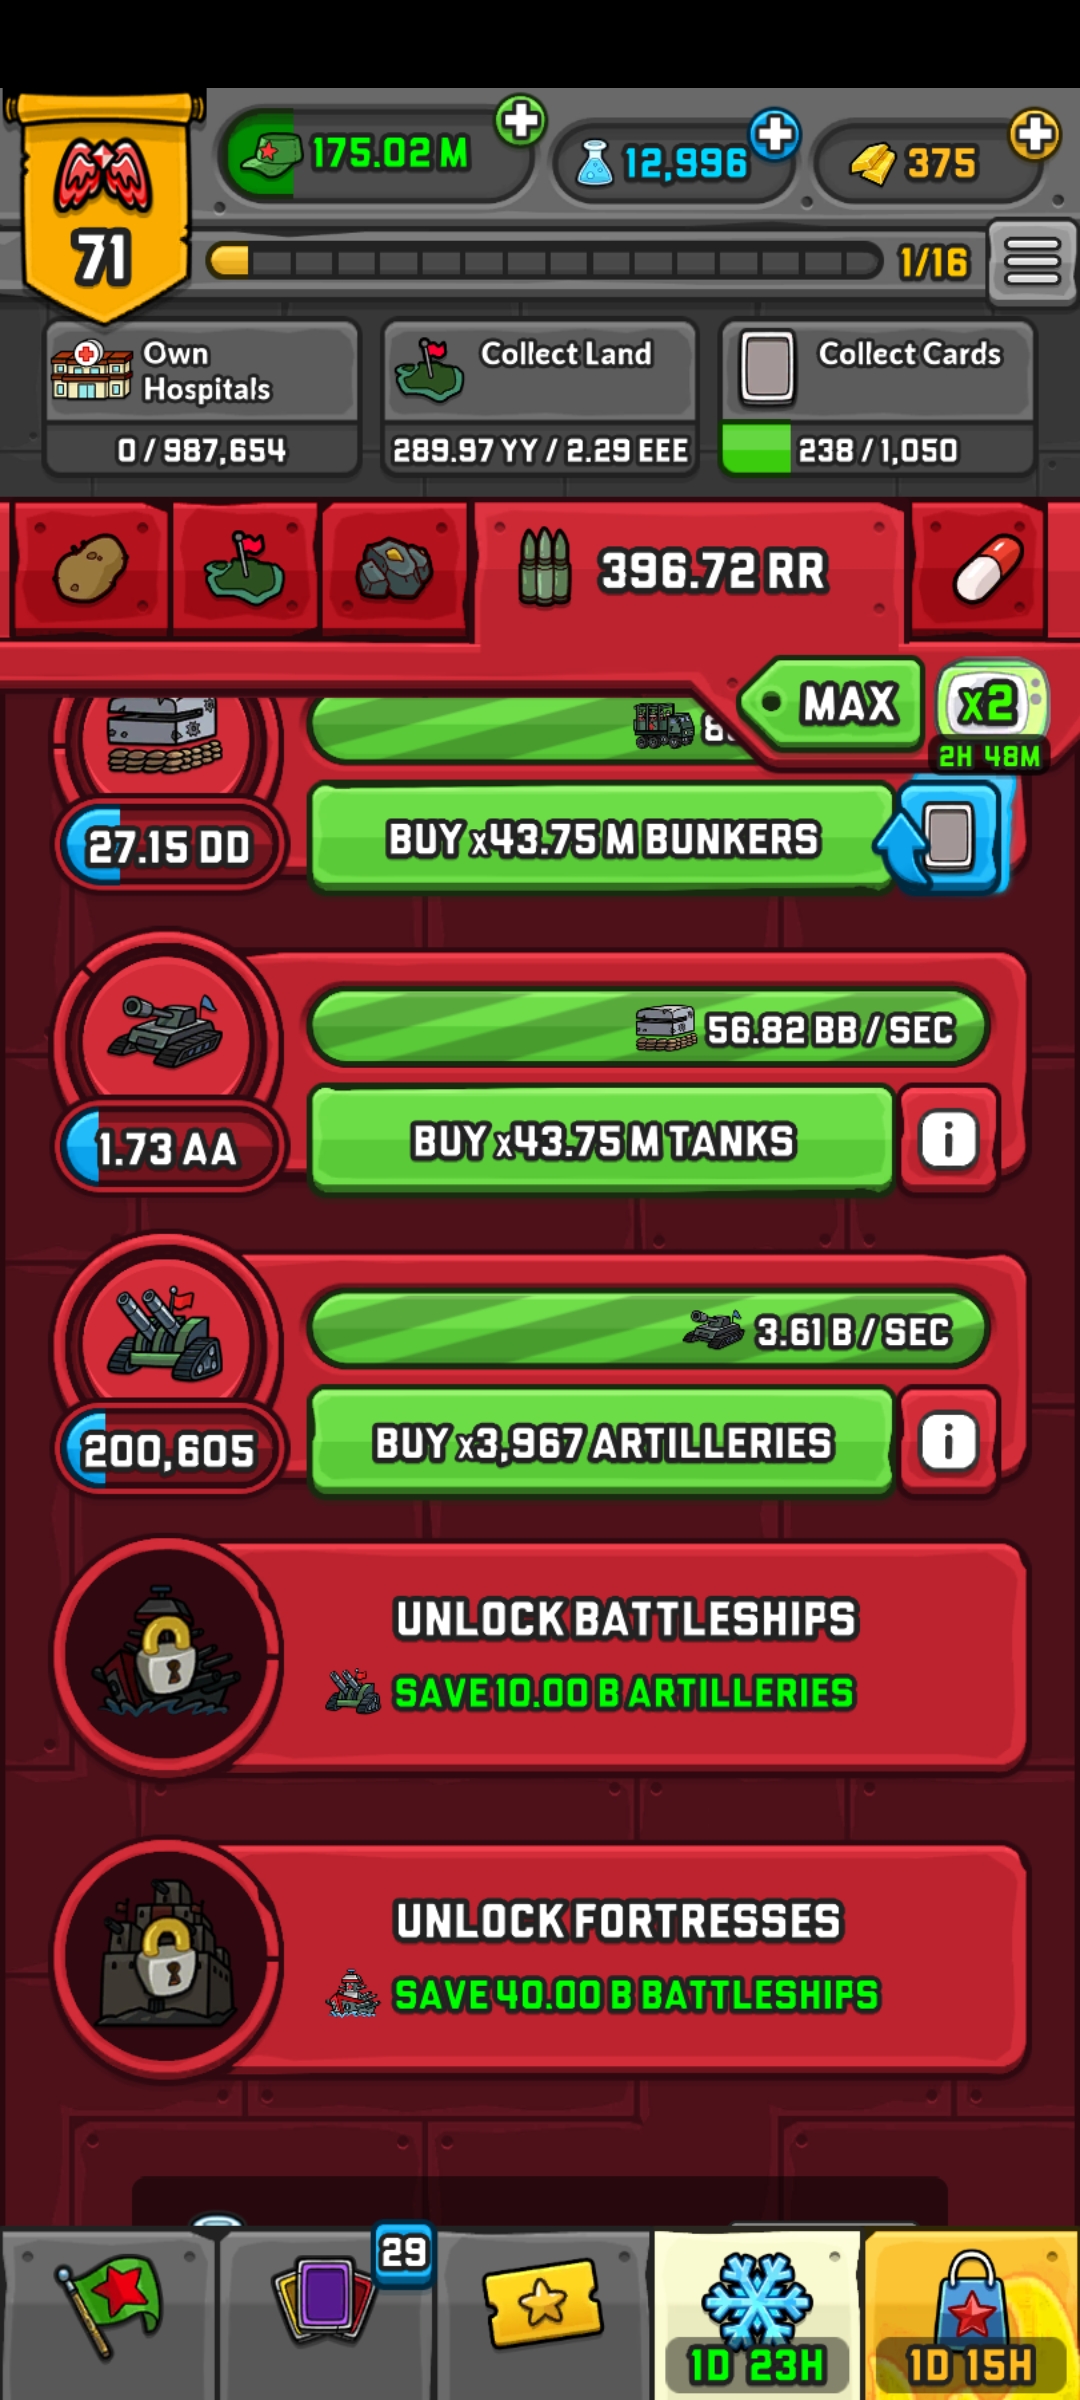 175.02 M
12,996
375
71
1/16
Own
Hospitals
0 / 987,654
Collect Land
289.97 YY / 2.29 EEE
Collect Cards
238 / 1,050
396.72 RR
MAX
x2
2H 48M
27.15 DD
BUY x43.75 M BUNKERS
56.82 BB / SEC
1.73 AA
BUY x43.75 M TANKS
i
3.61 B / SEC
200,605
BUY x3,967 ARTILLERIES
i
UNLOCK BATTLESHIPS
SAVE 10.00 B ARTILLERIES
UNLOCK FORTRESSES
SAVE 40.00 B BATTLESHIPS
29
1D 23H
1D 15H